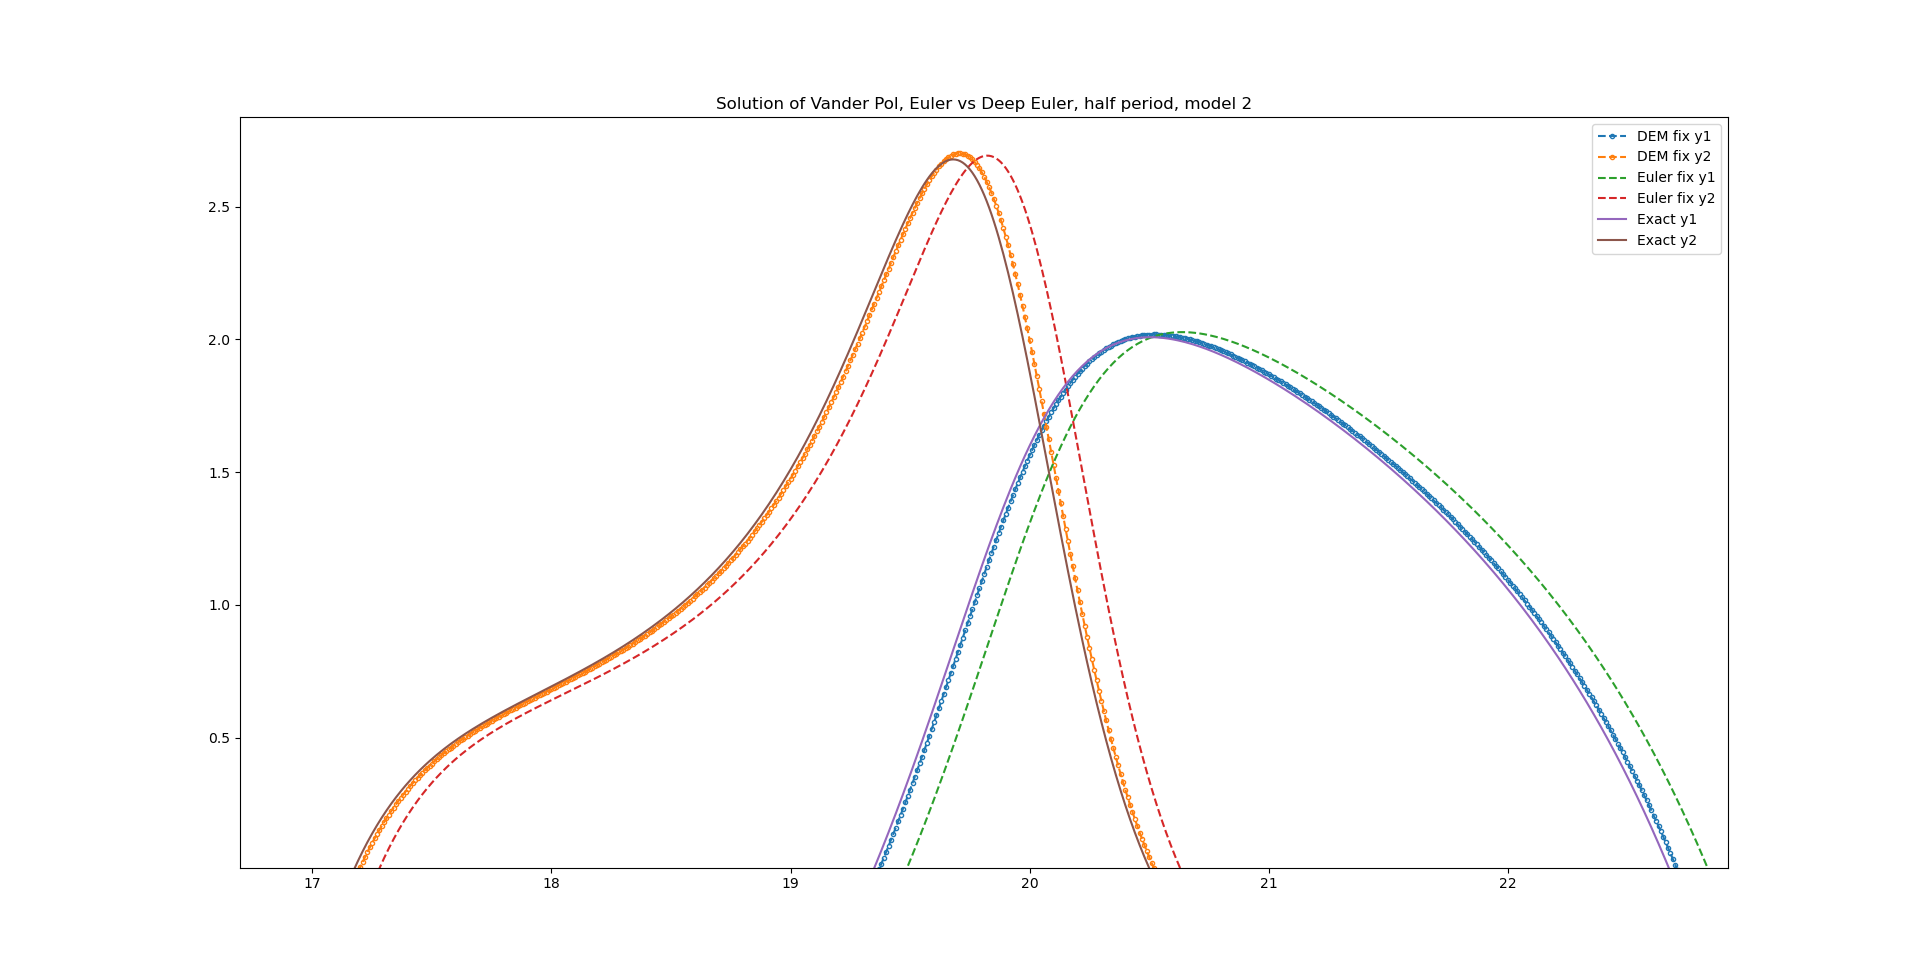 Solution of Vander Pol, Euler vs Deep Euler, half period, model 2
DEM fix y1
DEM fix y2
Euler fix y1
Euler fix y2
Exact y1
Exact y2
2.5
2.0
1.5
1.0
0.5
17 18 19 20 21 22